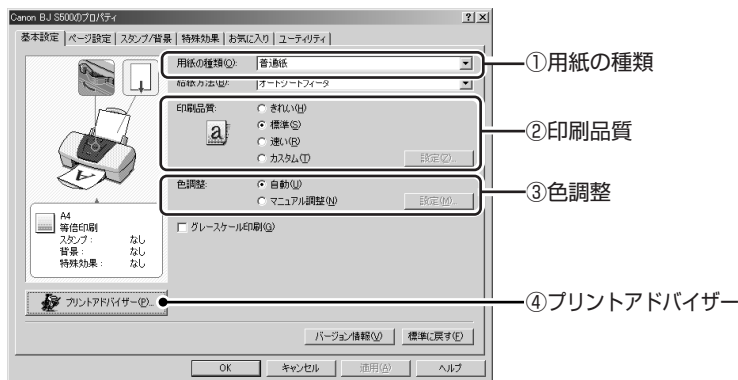 Canon BJ S500のプロパティ
基本設定 ページ設定 スタンプ/背景 特殊効果 お気に入り ユーティリティ
用紙の種類(Q): 普通紙
給紙方法(B): オートシートフィーダ
印刷品質: きれい(H)
標準(S)
速い(R)
カスタム(T) 設定(Z)...
色調整: 自動(U)
マニュアル調整(N) 設定(M)...
グレースケール印刷(G)
A4
等倍印刷
スタンプ: なし
背景: なし
特殊効果: なし
プリントアドバイザー(P)...
バージョン情報(V) 標準に戻す(F)
OK キャンセル 適用(A) ヘルプ
①用紙の種類
②印刷品質
③色調整
④プリントアドバイザー